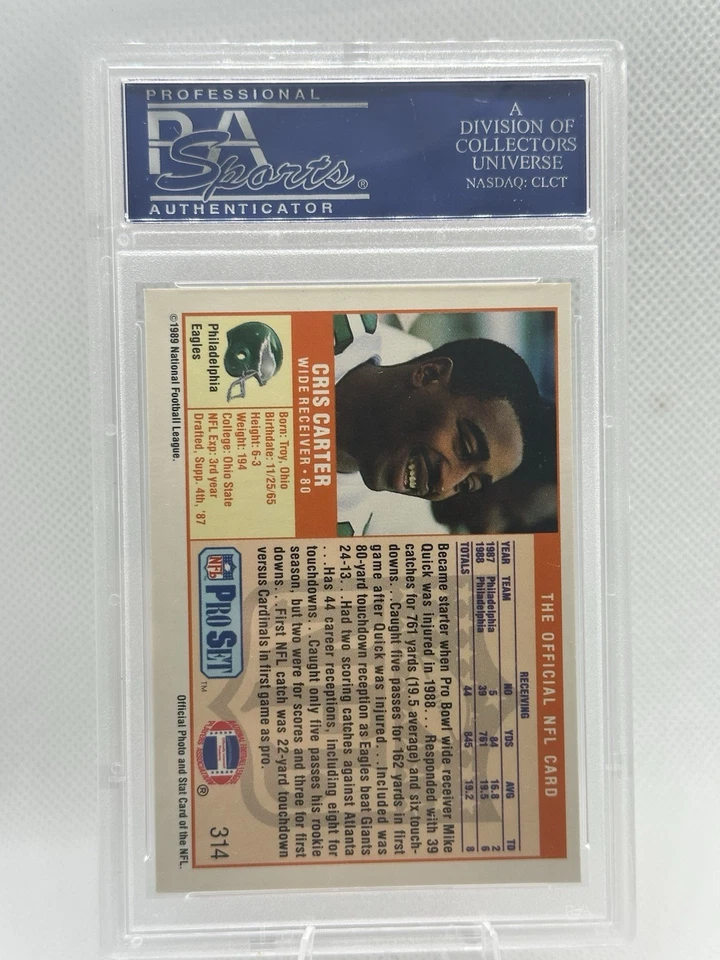 PROFESSIONAL
PSA
Sports®
AUTHENTICATOR
A
DIVISION OF
COLLECTORS
UNIVERSE
NASDAQ: CLCT
THE OFFICIAL NFL CARD
RECEIVING
YEAR TEAM NO YDS AVG TD
1987 Philadelphia 5 84 16.8 2
1988 Philadelphia 39 761 19.5 6
TOTALS 44 845 19.2 8
Became starter when Pro Bowl wide receiver Mike
Quick was injured in 1988. . . Responded with 39
catches for 761 yards (19.5 average) and six touch-
downs. . . Caught five passes for 162 yards in first
game after Quick was injured. . . Included was
80-yard touchdown reception as Eagles beat Giants
24-13. . . Had two scoring catches against Atlanta
. . . Has 44 career receptions, including eight for
touchdowns. . . Caught only five passes his rookie
season, but two were for scores and three for first
downs. . . First NFL catch was 22-yard touchdown
versus Cardinals in first game as pro.
CRIS CARTER
WIDE RECEIVER • 80
Philadelphia
Eagles
Born: Troy, Ohio
Birthdate: 11/25/65
Height: 6-3
Weight: 194
College: Ohio State
NFL Exp: 3rd year
Drafted, Supp. 4th, '87
NFL
PRO SET™
®
314
©1989 National Football League.
Official Photo and Stat Card of the NFL.